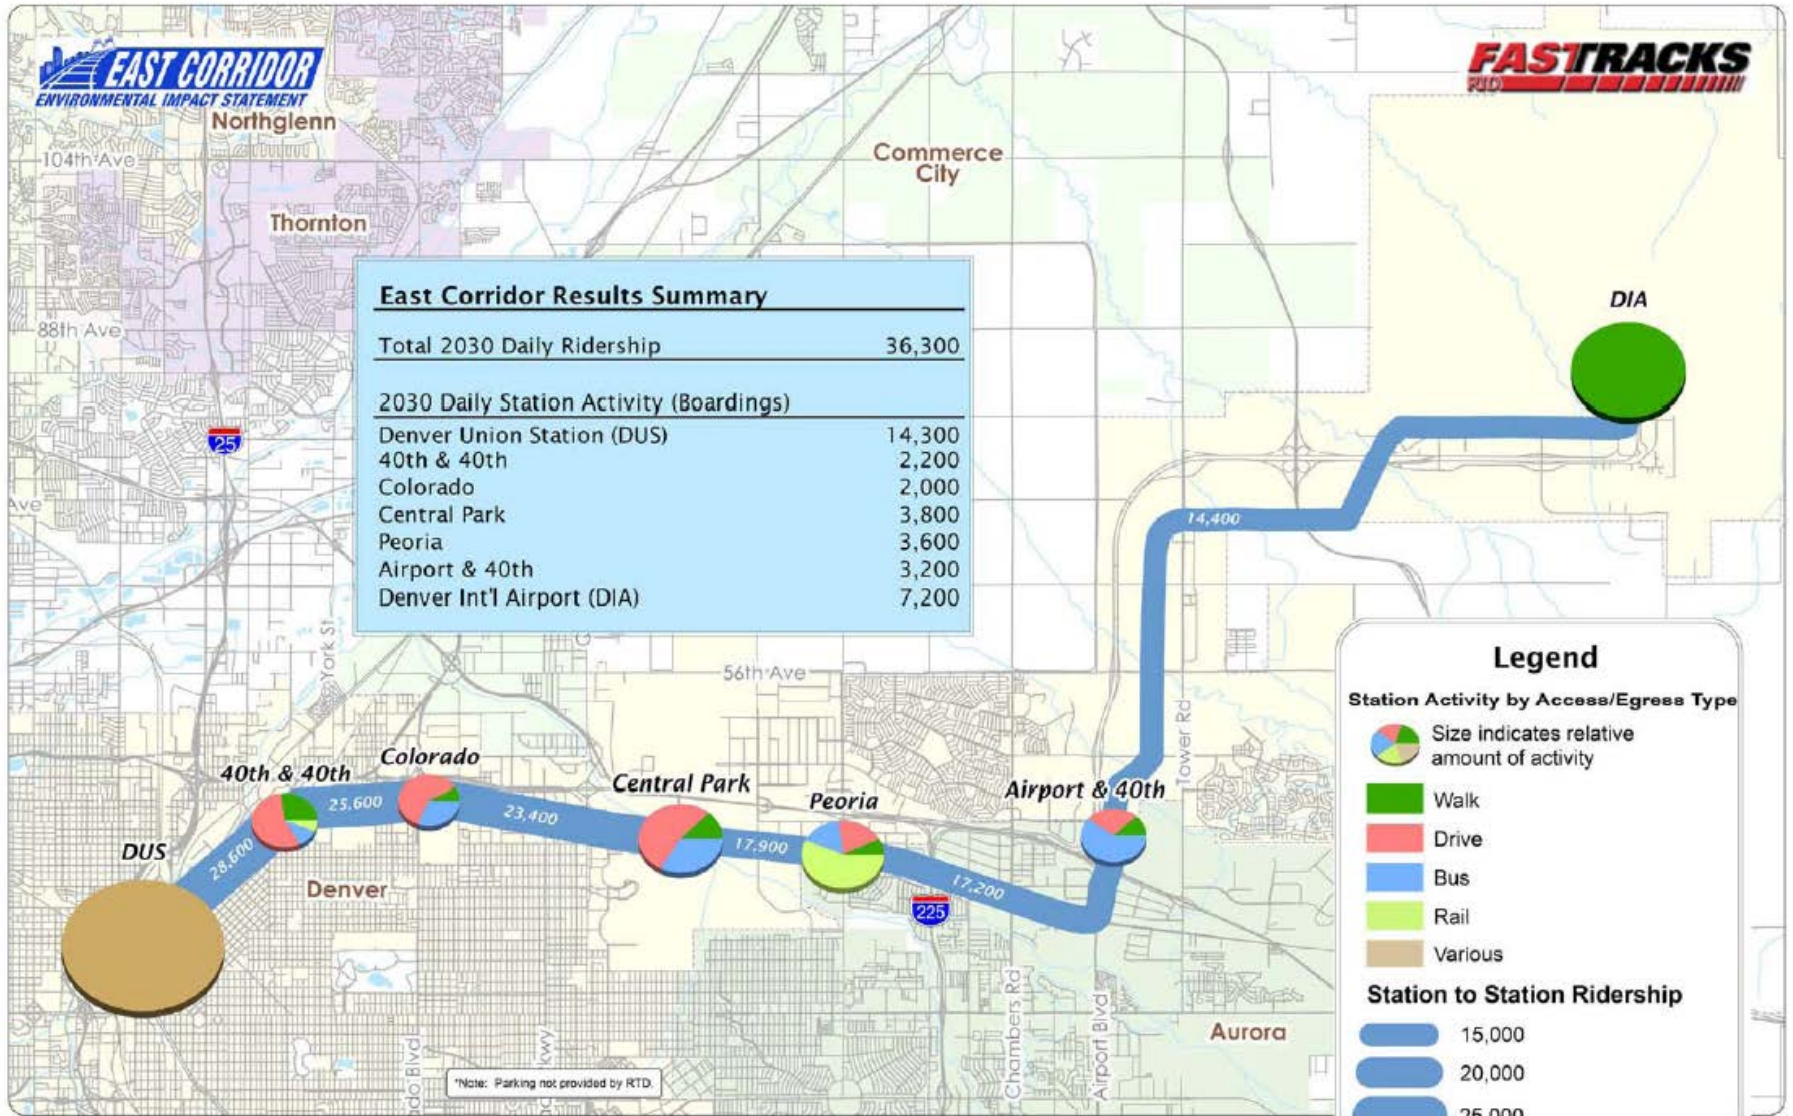 EAST CORRIDOR
ENVIRONMENTAL IMPACT STATEMENT
FASTRACKS
RTD
Northglenn
104th Ave
Thornton
Commerce
City
88th Ave
25
Ave
York St
56th Ave
Tower Rd
DIA
East Corridor Results Summary
Total 2030 Daily Ridership 36,300
2030 Daily Station Activity (Boardings)
Denver Union Station (DUS) 14,300
40th & 40th 2,200
Colorado 2,000
Central Park 3,800
Peoria 3,600
Airport & 40th 3,200
Denver Int'l Airport (DIA) 7,200
14,400
DUS
40th & 40th
Colorado
Central Park
Peoria
Airport & 40th
28,600
25,600
23,400
17,900
17,200
Denver
225
Aurora
Chambers Rd
Airport Blvd
Blvd
*Note: Parking not provided by RTD.
Legend
Station Activity by Access/Egress Type
Size indicates relative
amount of activity
Walk
Drive
Bus
Rail
Various
Station to Station Ridership
15,000
20,000
25,000